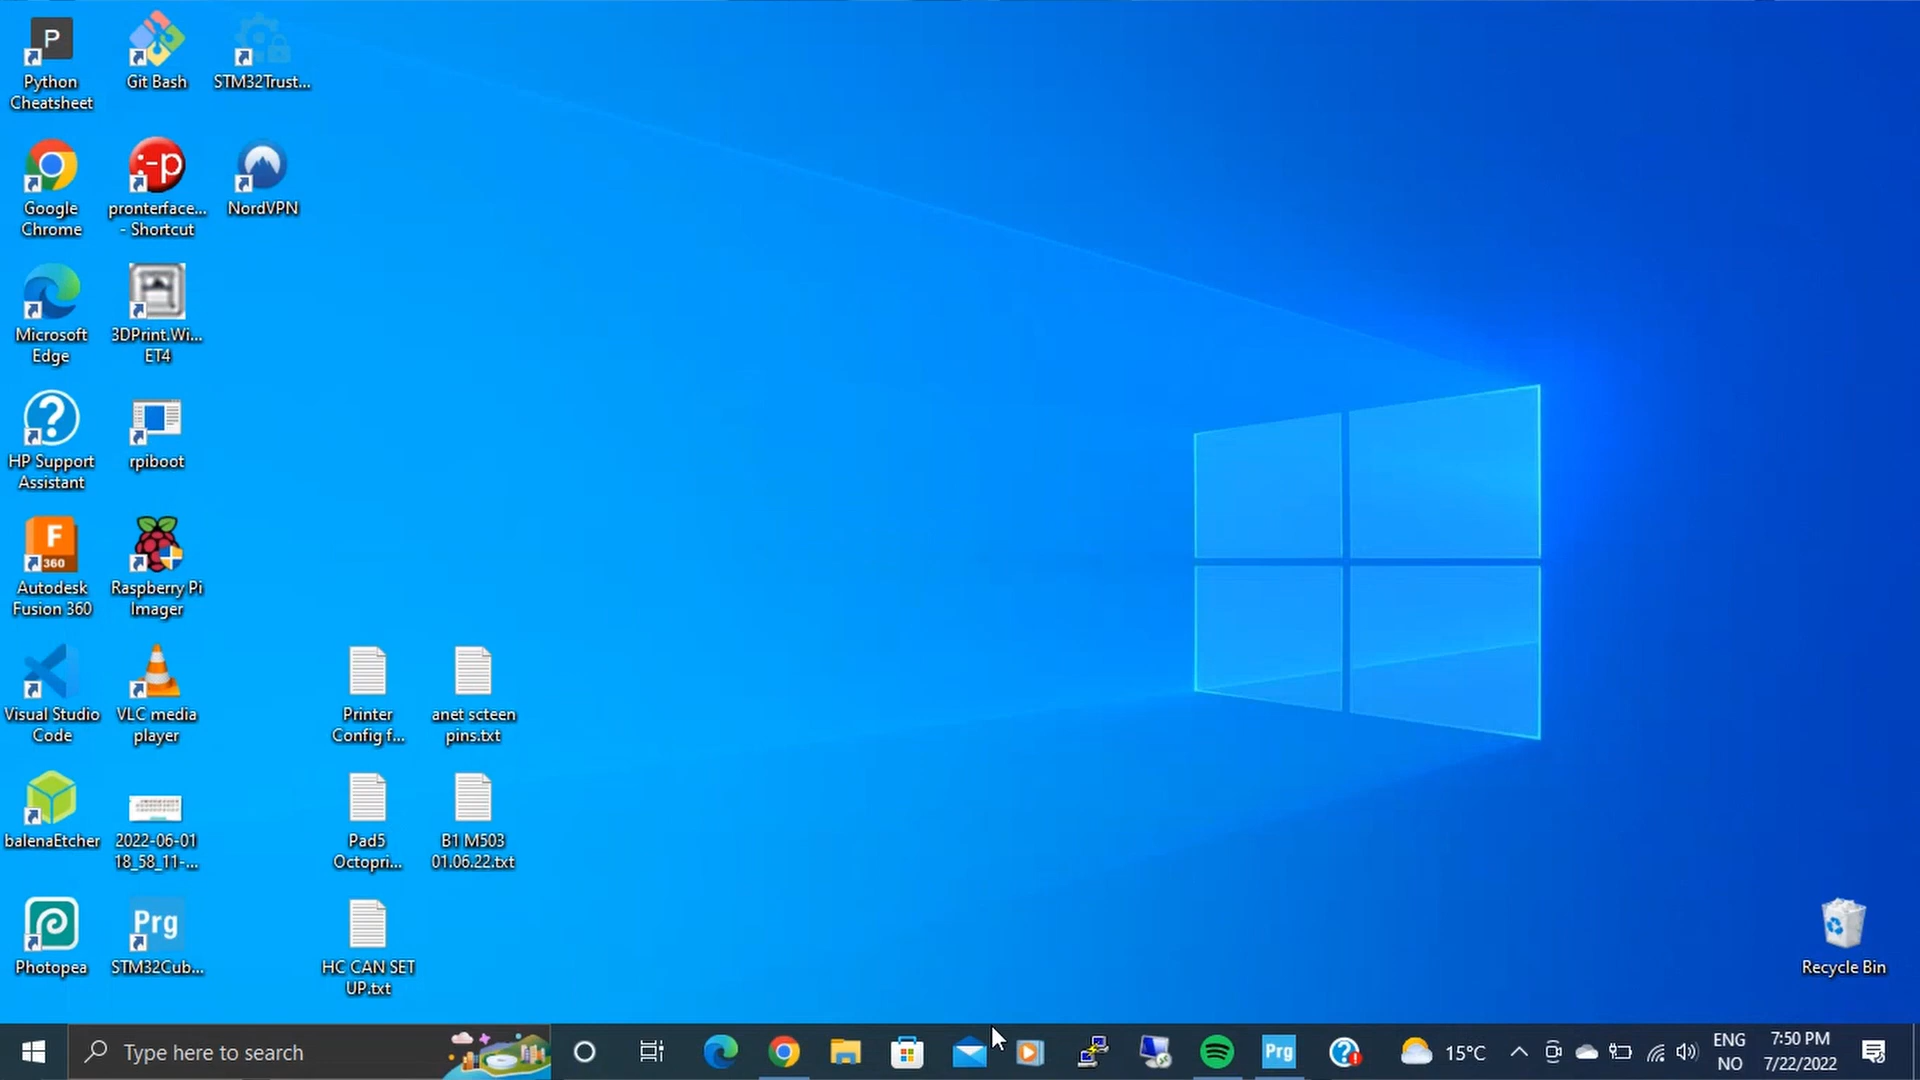 P
Python
Cheatsheet
Git Bash
STM32Trust...
Google
Chrome
:-p
pronterface...
- Shortcut
NordVPN
Microsoft
Edge
3DPrint.Wi...
ET4
?
HP Support
Assistant
rpiboot
F
360
Autodesk
Fusion 360
Raspberry Pi
Imager
Visual Studio
Code
VLC media
player
Printer
Config f...
anet scteen
pins.txt
balenaEtcher
2022-06-01
18_58_11-...
Pad5
Octopri...
B1 M503
01.06.22.txt
Photopea
Prg
STM32Cub...
HC CAN SET
UP.txt
Recycle Bin
Type here to search
Prg
?
15°C
ENG
NO
7:50 PM
7/22/2022